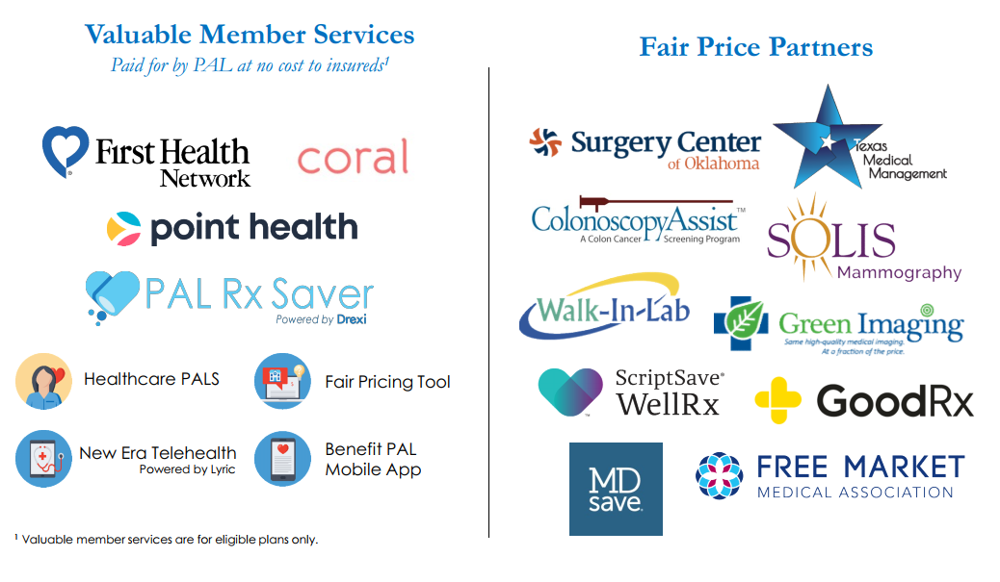 Valuable Member Services
Paid for by PAL at no cost to insureds¹
First Health
Network
coral
point health
PAL Rx Saver
Powered by Drexi
Healthcare PALS
Fair Pricing Tool
New Era Telehealth
Powered by Lyric
Benefit PAL
Mobile App
¹ Valuable member services are for eligible plans only.
Fair Price Partners
Surgery Center
of Oklahoma
Texas
Medical
Management
ColonoscopyAssist™
A Colon Cancer Screening Program
SOLIS
Mammography
Walk-In-Lab
Green Imaging
Same high-quality medical imaging.
At a fraction of the price.
ScriptSave®
WellRx
GoodRx
MD
save.
FREE MARKET
MEDICAL ASSOCIATION